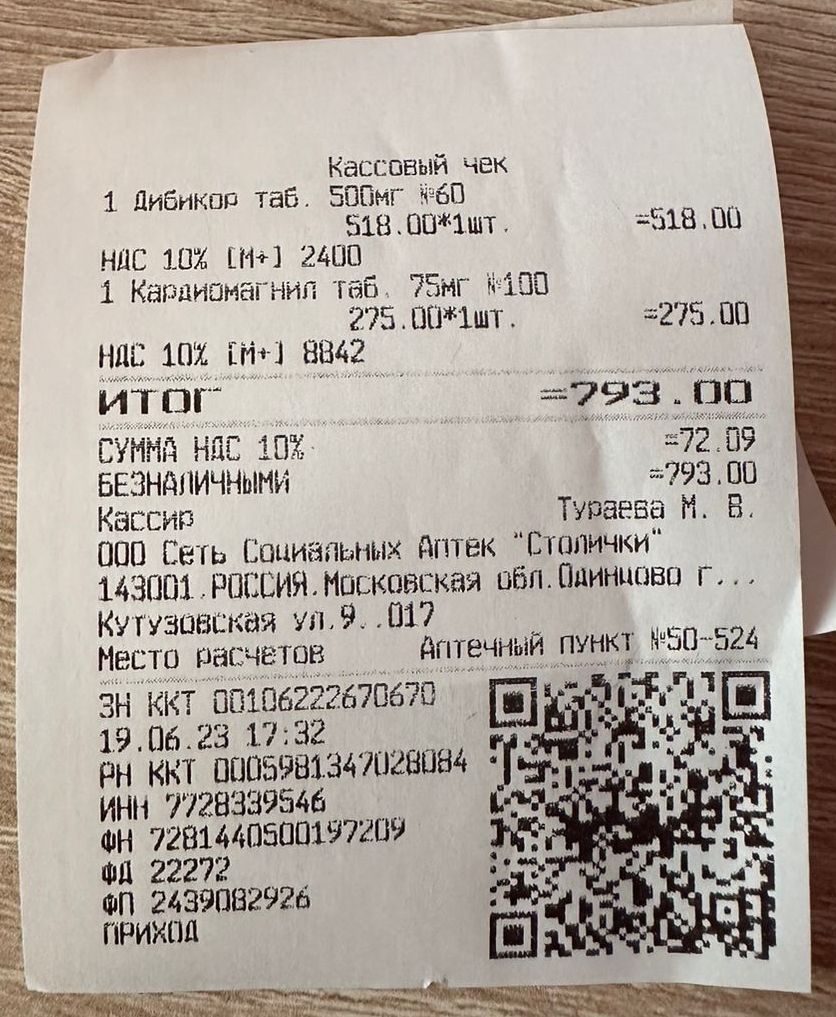 Кассовый чек
1 Дибикор таб. 500мг №60
518.00*1шт. =518.00
НДС 10% [М+] 2400
1 Кардиомагнил таб. 75мг №100
275.00*1шт. =275.00
НДС 10% [М+] 8842
ИТОГ =793.00
СУММА НДС 10% =72.09
БЕЗНАЛИЧНЫМИ =793.00
Кассир Тураева М. В.
ООО Сеть Социальных Аптек "Столички"
143001,РОССИЯ,Московская обл,Одинцово г...
Кутузовская ул,9..017
Место расчетов Аптечный пункт №50-524
ЗН ККТ 00106222670670
19.06.23 17:32
РН ККТ 0005981347028084
ИНН 7728339546
ФН 7281440500197209
ФД 22272
ФП 2439082926
ПРИХОД